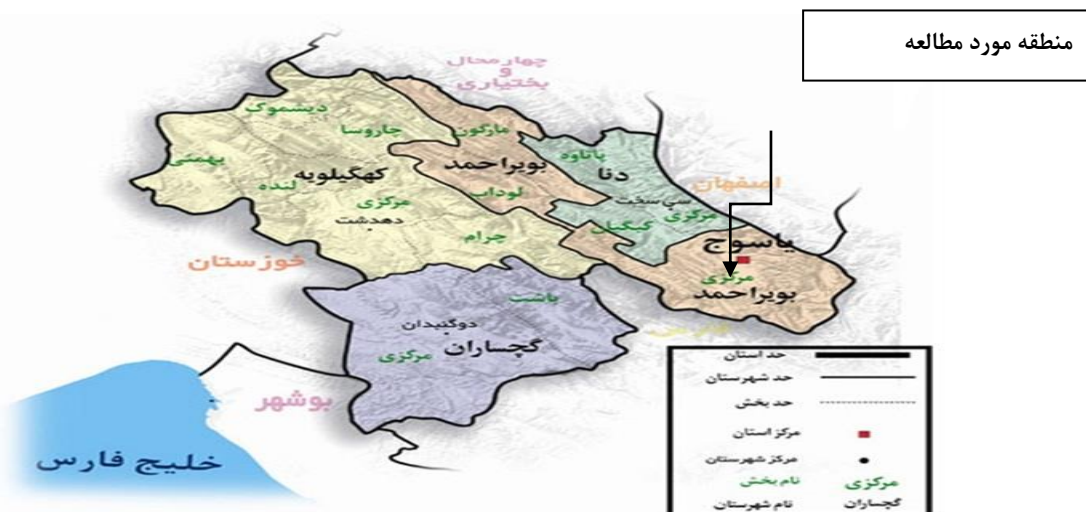 منطقه مورد مطالعه
چهارمحال
و
بختیاری
دیشموک
چاروسا
مارگون
بهمئی
لنده
کهگیلویه
مرکزی
دهدشت
چرام
بویراحمد
لوداب
پاتاوه
دنا
سی سخت
مرکزی
کبگیان
اصفهان
یاسوج
مرکزی
بویراحمد
خوزستان
باشت
دوگنبدان
گچساران
مرکزی
بوشهر
خلیج فارس
حد استان
حد شهرستان
حد بخش
مرکز استان
مرکز شهرستان
نام بخش مرکزی
نام شهرستان گچساران